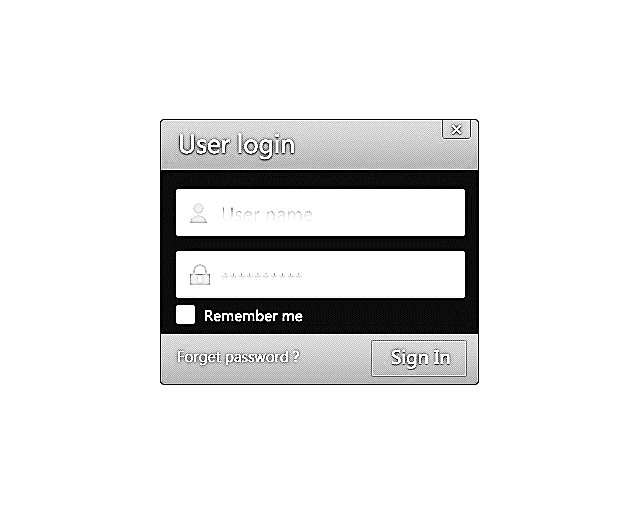 User login
User name
**********
Remember me
Forget password ?
Sign In